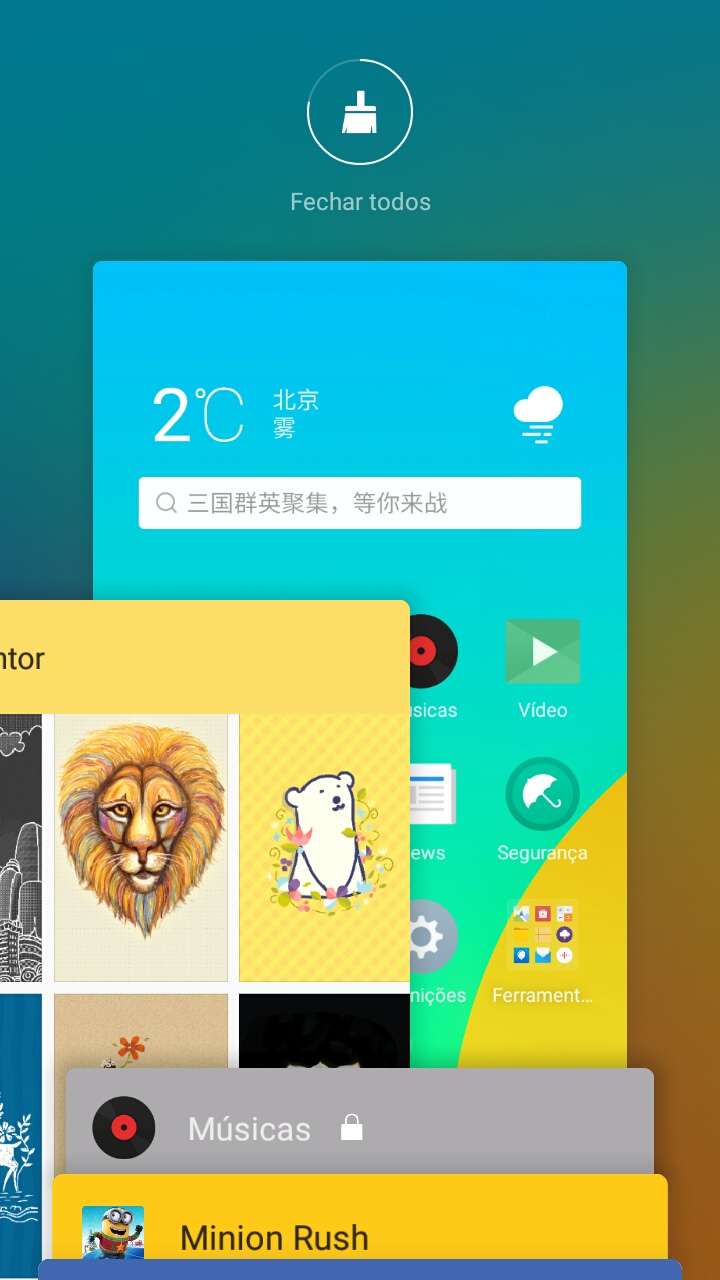 Fechar todos
2℃
北京
雾
三国群英聚集，等你来战
ntor
sicas
Vídeo
ews
Segurança
nições
Ferrament...
Músicas
Minion Rush